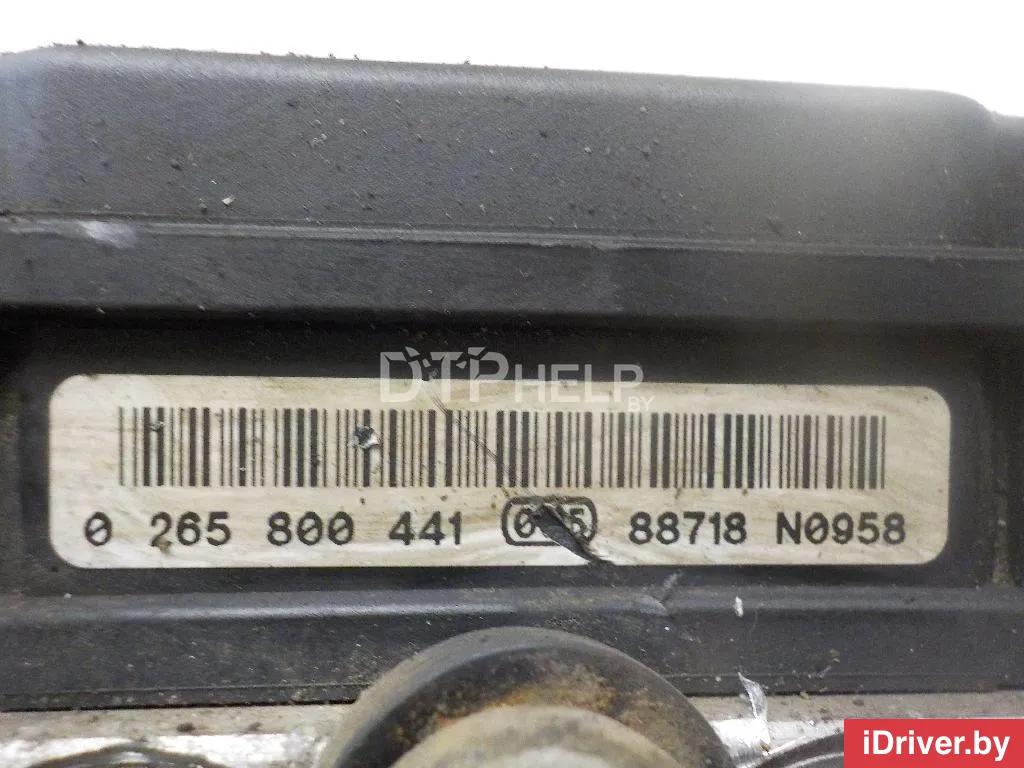 DTPHELP
BY
0 265 800 441 88718 N0958
iDriver.by